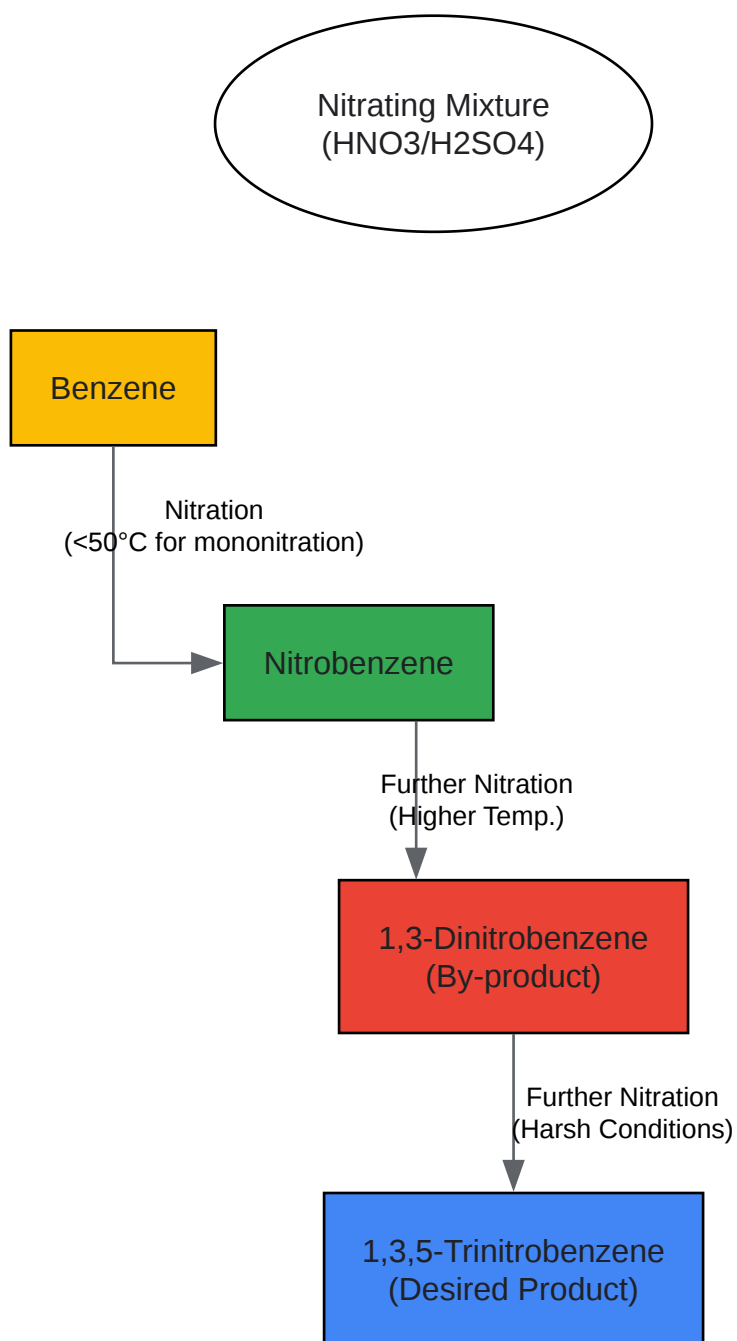 Nitrating Mixture
(HNO3/H2SO4)
Benzene
Nitration
(<50°C for mononitration)
Nitrobenzene
Further Nitration
(Higher Temp.)
1,3-Dinitrobenzene
(By-product)
Further Nitration
(Harsh Conditions)
1,3,5-Trinitrobenzene
(Desired Product)